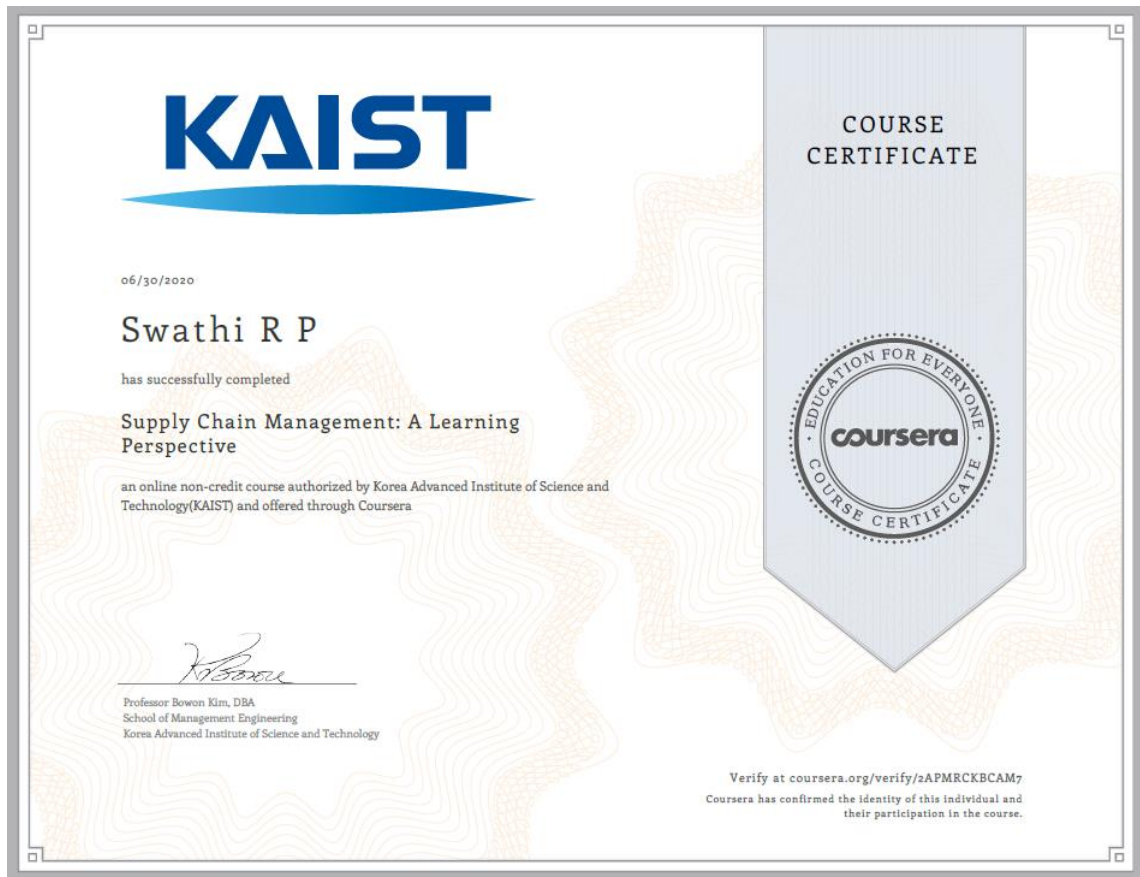 KAIST
COURSE
CERTIFICATE
06/30/2020
Swathi R P
has successfully completed
Supply Chain Management: A Learning
Perspective
an online non-credit course authorized by Korea Advanced Institute of Science and
Technology(KAIST) and offered through Coursera
EDUCATION FOR EVERYONE
coursera
COURSE CERTIFICATE
Professor Bowon Kim, DBA
School of Management Engineering
Korea Advanced Institute of Science and Technology
Verify at coursera.org/verify/2APMRCKBCAM7
Coursera has confirmed the identity of this individual and
their participation in the course.